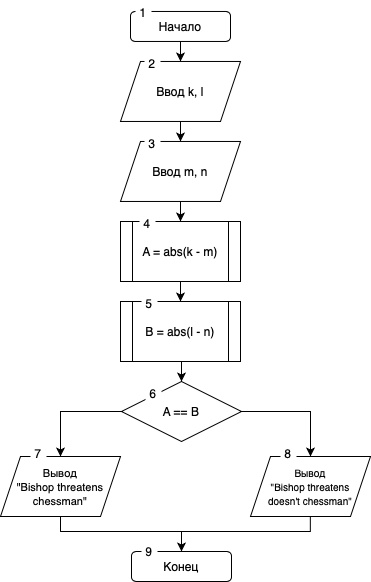 1
Начало
2
Ввод k, l
3
Ввод m, n
4
A = abs(k - m)
5
B = abs(l - n)
6
A == B
7
Вывод
"Bishop threatens
chessman"
8
Вывод
"Bishop threatens
doesn't chessman"
9
Конец